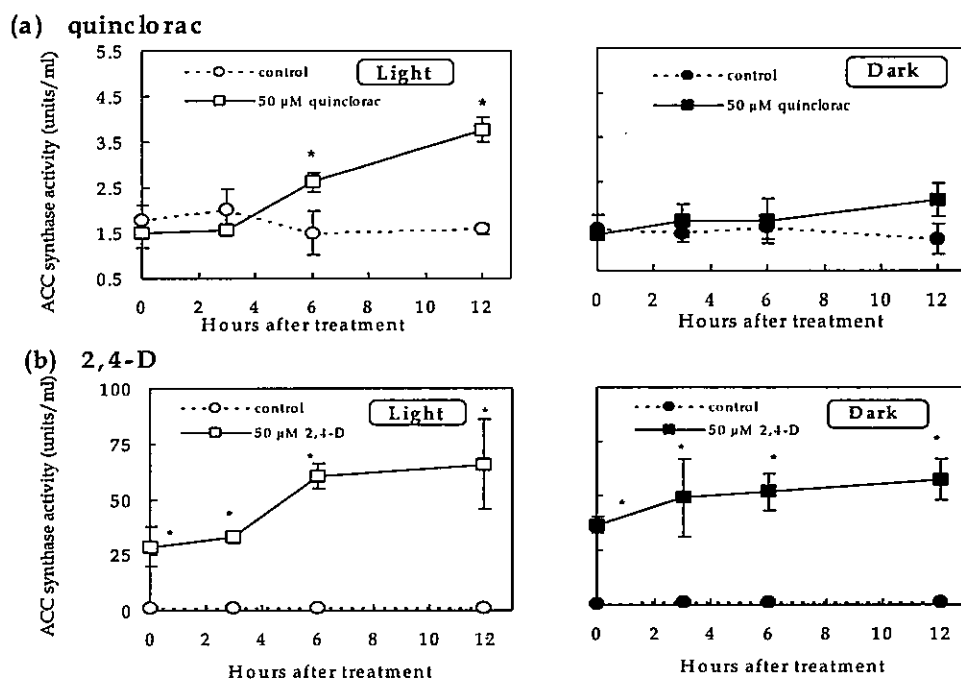 (a) quinclorac
ACC synthase activity (units/ml)
5.5
4.5
3.5
2.5
1.5
0.5
control
50 µM quinclorac
Light
*
*
0 2 4 6 8 10 12
Hours after treatment
control
50 µM quinclorac
Dark
0 2 4 6 8 10 12
Hours after treatment
(b) 2,4-D
ACC synthase activity (units/ml)
100
75
50
25
0
control
50 µM 2,4-D
Light
*
*
*
*
0 2 4 6 8 10 12
Hours after treatment
control
50 µM 2,4-D
Dark
*
*
*
*
0 2 4 6 8 10 12
Hours after treatment